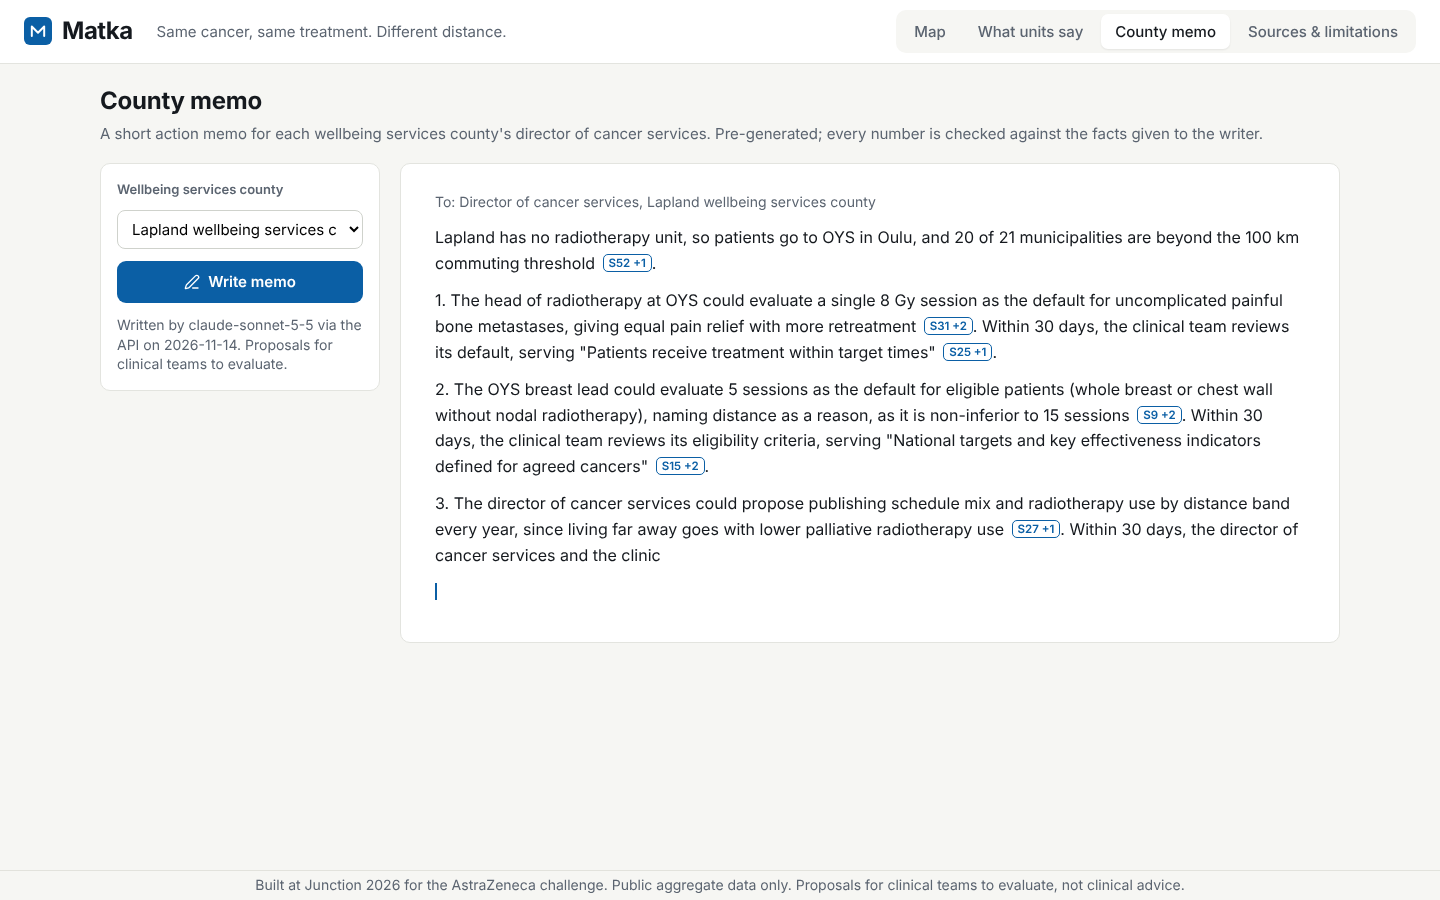 Matka
Same cancer, same treatment. Different distance.
Map
What units say
County memo
Sources & limitations
County memo
A short action memo for each wellbeing services county's director of cancer services. Pre-generated; every number is checked against the facts given to the writer.
Wellbeing services county
Lapland wellbeing services c
Write memo
Written by claude-sonnet-5-5 via the
API on 2026-11-14. Proposals for
clinical teams to evaluate.
To: Director of cancer services, Lapland wellbeing services county
Lapland has no radiotherapy unit, so patients go to OYS in Oulu, and 20 of 21 municipalities are beyond the 100 km
commuting threshold S52 +1.
1. The head of radiotherapy at OYS could evaluate a single 8 Gy session as the default for uncomplicated painful
bone metastases, giving equal pain relief with more retreatment S31 +2. Within 30 days, the clinical team reviews
its default, serving "Patients receive treatment within target times" S25 +1.
2. The OYS breast lead could evaluate 5 sessions as the default for eligible patients (whole breast or chest wall
without nodal radiotherapy), naming distance as a reason, as it is non-inferior to 15 sessions S9 +2. Within 30
days, the clinical team reviews its eligibility criteria, serving "National targets and key effectiveness indicators
defined for agreed cancers" S15 +2.
3. The director of cancer services could propose publishing schedule mix and radiotherapy use by distance band
every year, since living far away goes with lower palliative radiotherapy use S27 +1. Within 30 days, the director of
cancer services and the clinic
Built at Junction 2026 for the AstraZeneca challenge. Public aggregate data only. Proposals for clinical teams to evaluate, not clinical advice.